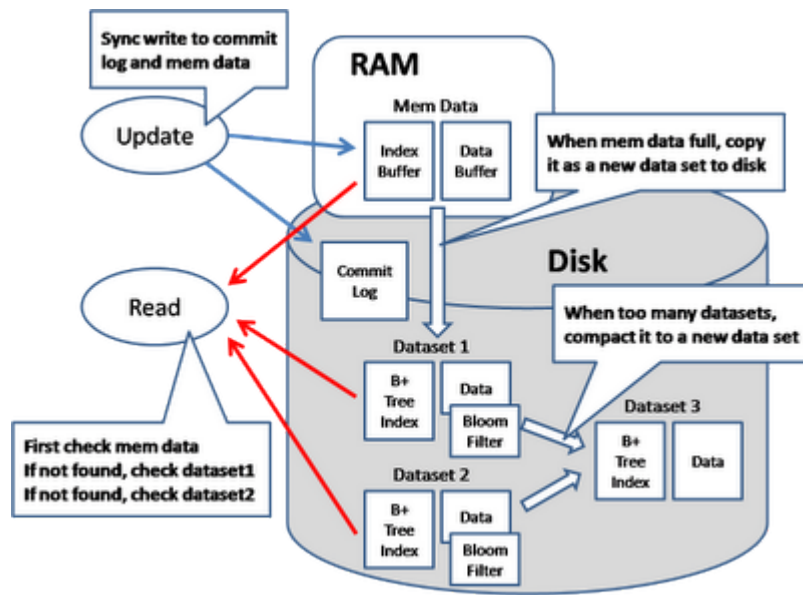 Sync write to commit
log and mem data
RAM
Mem Data
Update
Index
Buffer
Data
Buffer
When mem data full, copy
it as a new data set to disk
Commit
Log
Disk
Read
When too many datasets,
compact it to a new data set
Dataset 1
B+
Tree
Index
Data
Bloom
Filter
Dataset 3
B+
Tree
Index
Data
First check mem data
If not found, check dataset1
If not found, check dataset2
Dataset 2
B+
Tree
Index
Data
Bloom
Filter